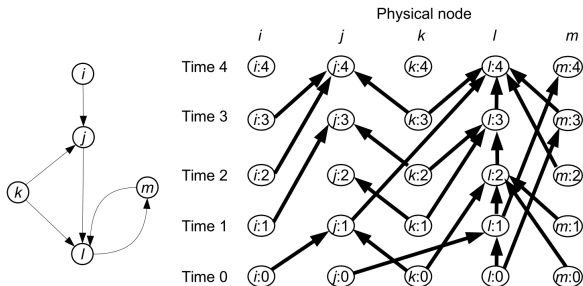 Physical node
i j k l m
Time 4 i:4 j:4 k:4 l:4 m:4
Time 3 i:3 j:3 k:3 l:3 m:3
Time 2 i:2 j:2 k:2 l:2 m:2
Time 1 i:1 j:1 k:1 l:1 m:1
Time 0 i:0 j:0 k:0 l:0 m:0
i
j
k
m
l